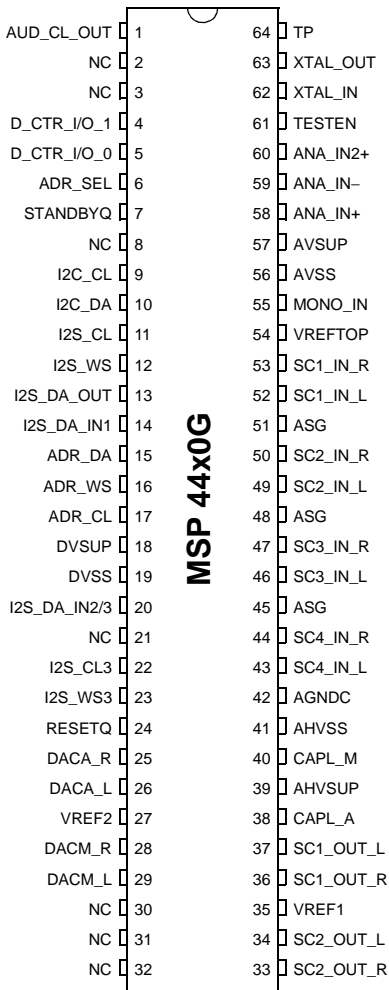 AUD_CL_OUT 1 64 TP
NC 2 63 XTAL_OUT
NC 3 62 XTAL_IN
D_CTR_I/O_1 4 61 TESTEN
D_CTR_I/O_0 5 60 ANA_IN2+
ADR_SEL 6 59 ANA_IN−
STANDBYQ 7 58 ANA_IN+
NC 8 57 AVSUP
I2C_CL 9 56 AVSS
I2C_DA 10 55 MONO_IN
I2S_CL 11 54 VREFTOP
I2S_WS 12 53 SC1_IN_R
I2S_DA_OUT 13 52 SC1_IN_L
I2S_DA_IN1 14 51 ASG
ADR_DA 15 50 SC2_IN_R
ADR_WS 16 49 SC2_IN_L
ADR_CL 17 48 ASG
DVSUP 18 47 SC3_IN_R
DVSS 19 46 SC3_IN_L
I2S_DA_IN2/3 20 45 ASG
NC 21 44 SC4_IN_R
I2S_CL3 22 43 SC4_IN_L
I2S_WS3 23 42 AGNDC
RESETQ 24 41 AHVSS
DACA_R 25 40 CAPL_M
DACA_L 26 39 AHVSUP
VREF2 27 38 CAPL_A
DACM_R 28 37 SC1_OUT_L
DACM_L 29 36 SC1_OUT_R
NC 30 35 VREF1
NC 31 34 SC2_OUT_L
NC 32 33 SC2_OUT_R
MSP 44x0G